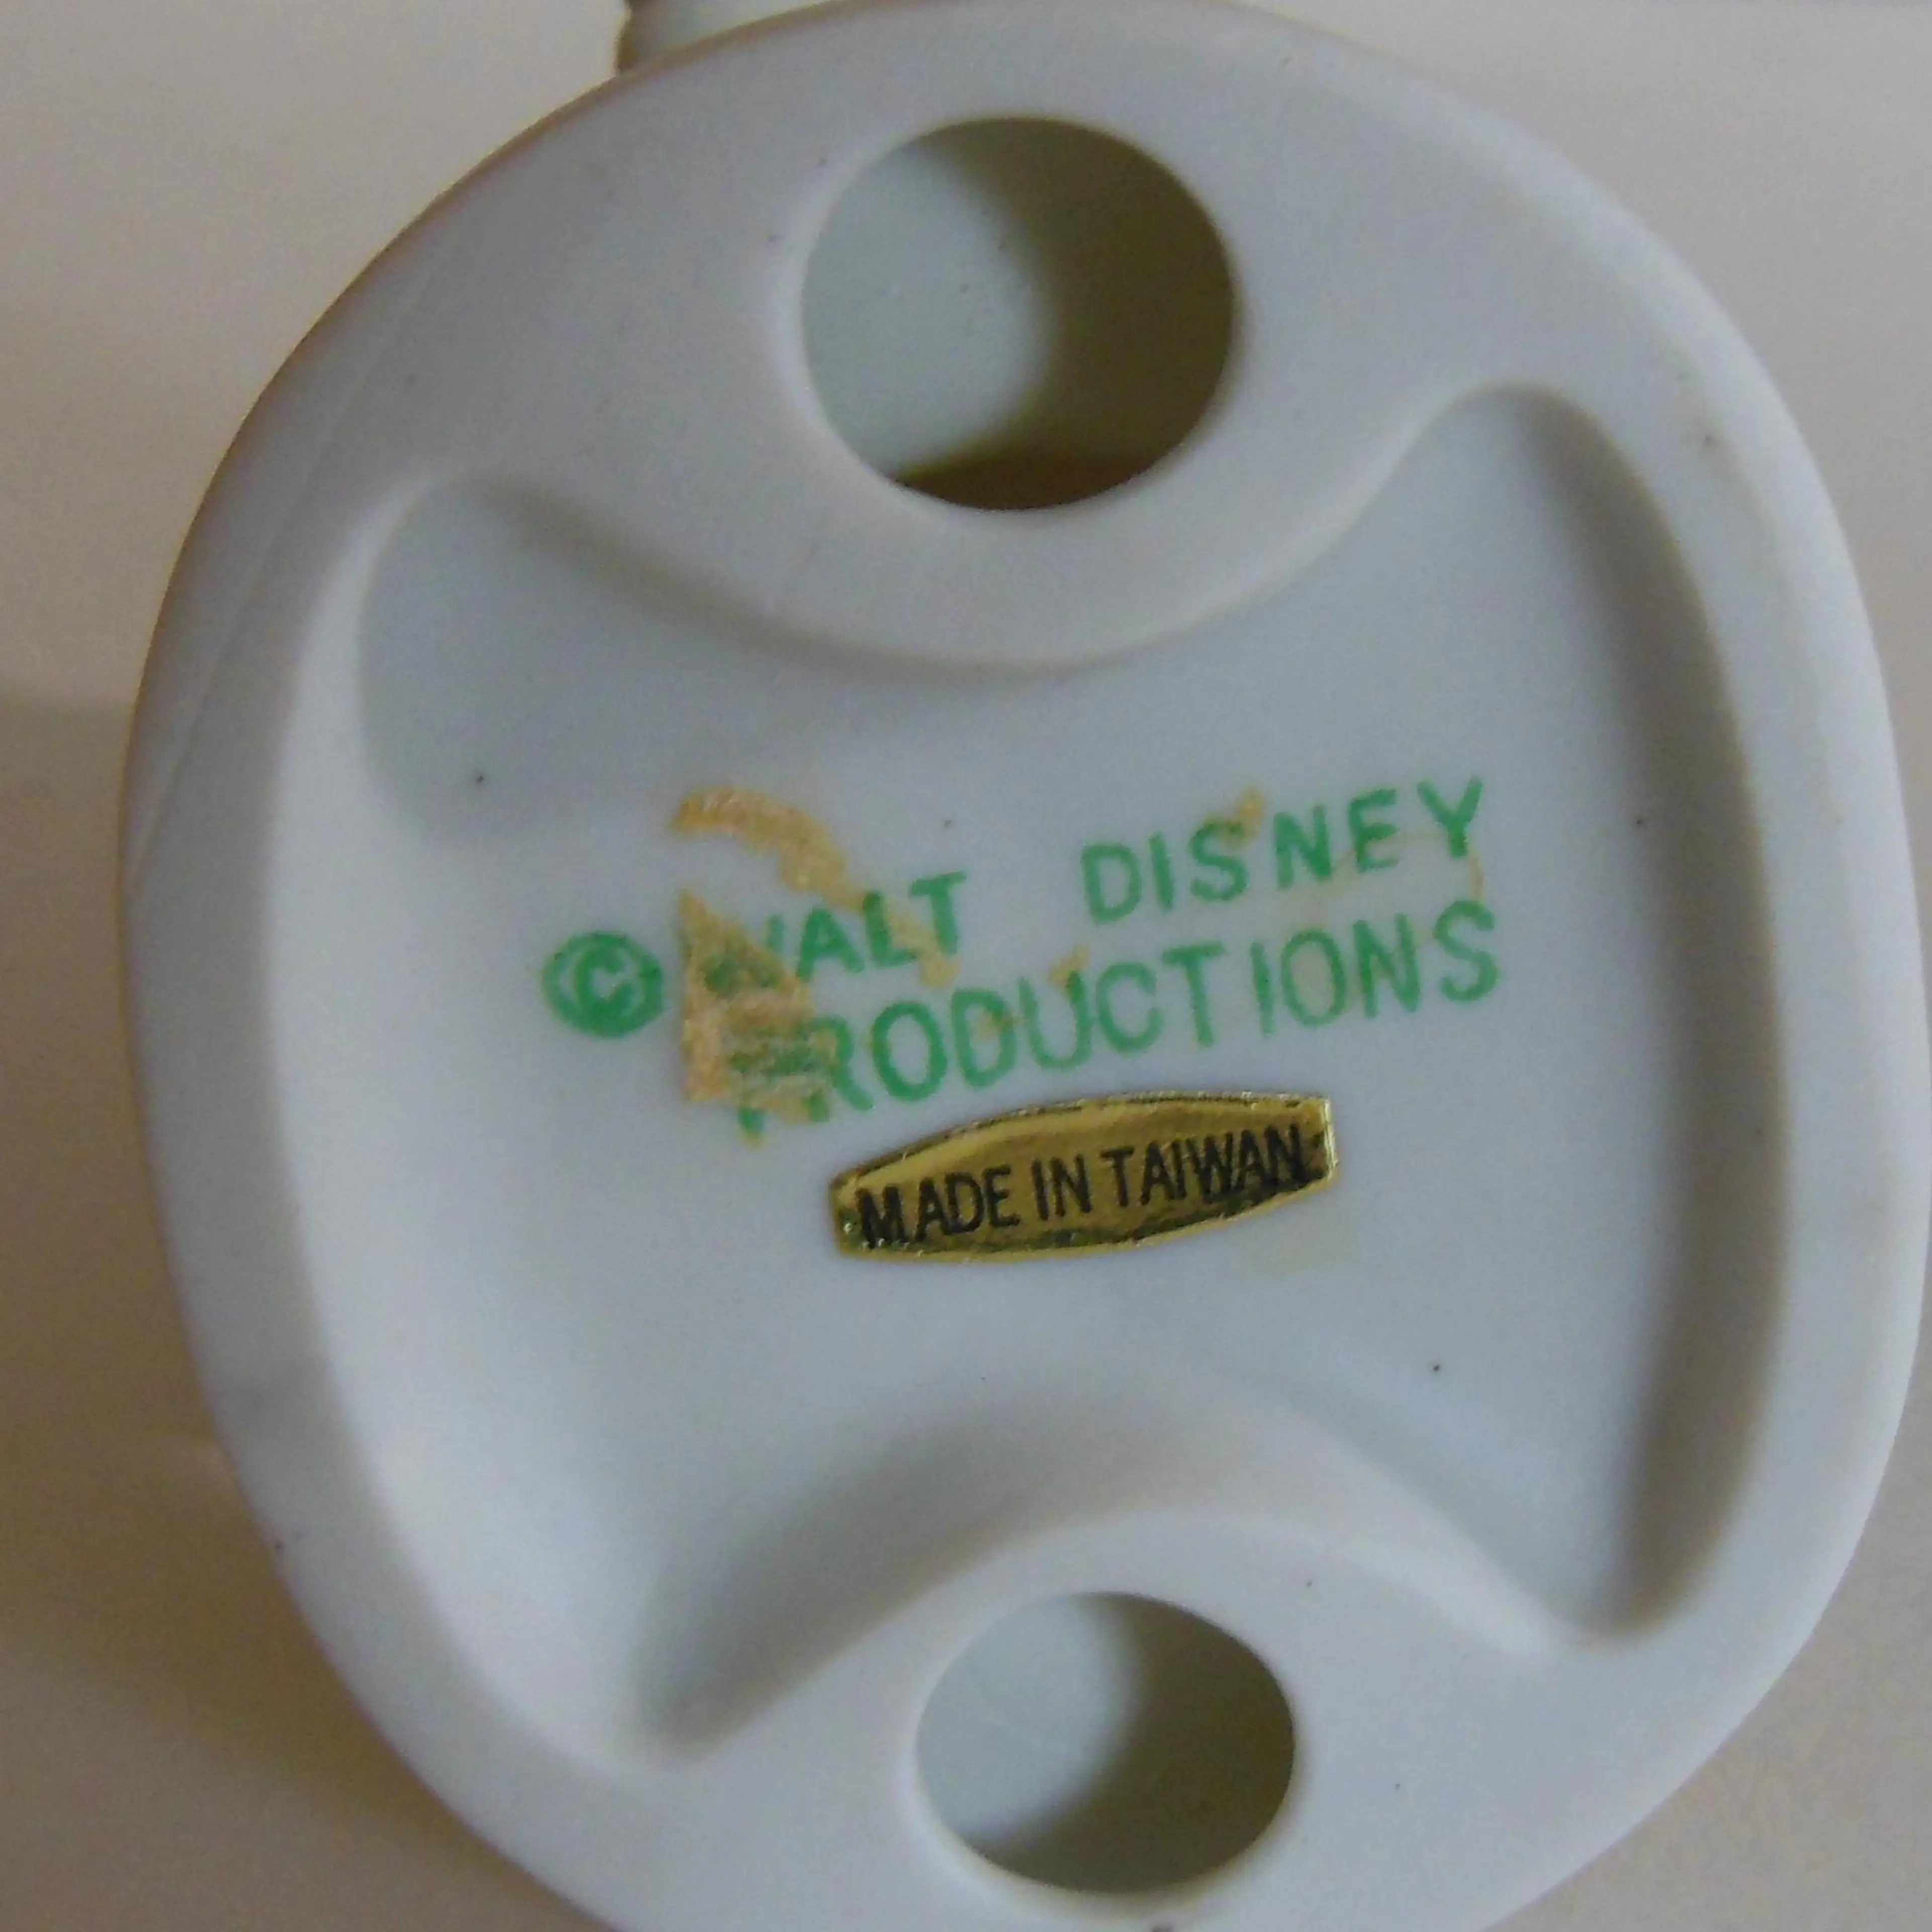 © WALT DISNEY
PRODUCTIONS
MADE IN TAIWAN